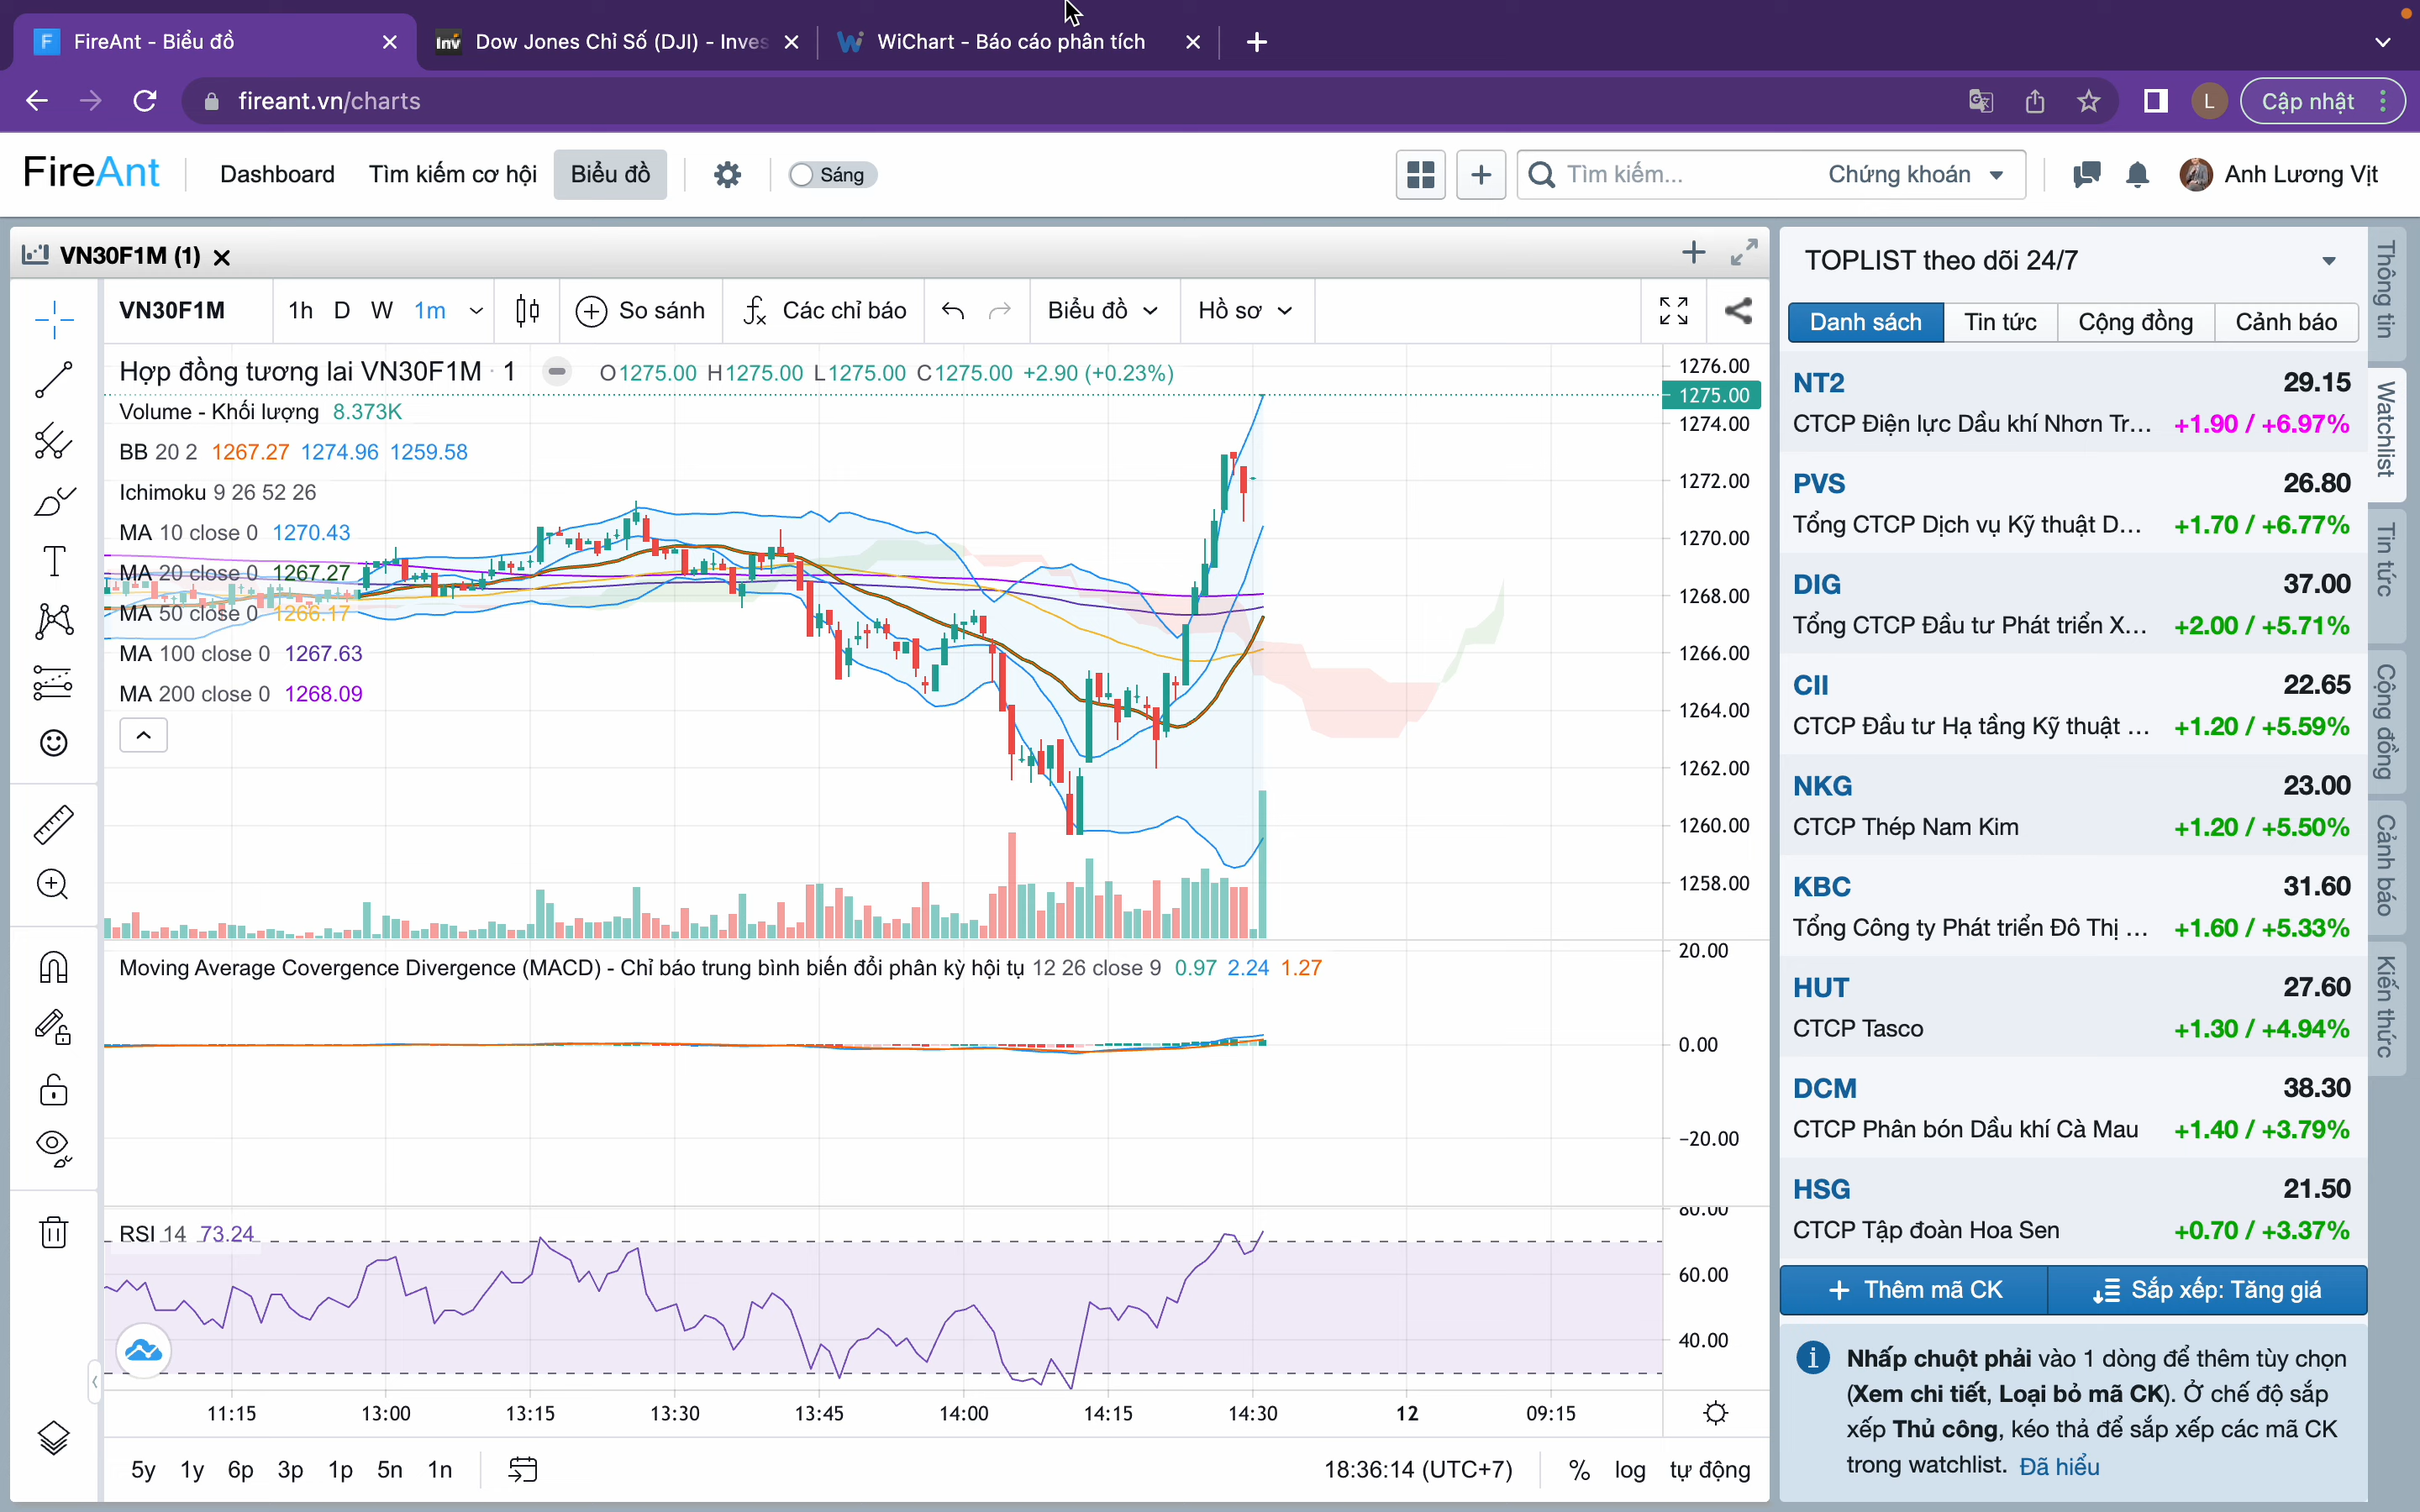 FireAnt - Biểu đồ
Dow Jones Chỉ Số (DJI) - Inves
WiChart - Báo cáo phân tích
fireant.vn/charts
L
Cập nhật
FireAnt
Dashboard
Tìm kiếm cơ hội
Biểu đồ
Sáng
Tìm kiếm...
Chứng khoán
Anh Lương Vịt
VN30F1M (1)
VN30F1M
1h D W 1m
So sánh
Các chỉ báo
Biểu đồ
Hồ sơ
Hợp đồng tương lai VN30F1M · 1
O1275.00 H1275.00 L1275.00 C1275.00 +2.90 (+0.23%)
Volume - Khối lượng 8.373K
BB 20 2 1267.27 1274.96 1259.58
Ichimoku 9 26 52 26
MA 10 close 0 1270.43
MA 20 close 0 1267.27
MA 50 close 0 1266.17
MA 100 close 0 1267.63
MA 200 close 0 1268.09
1276.00
1275.00
1274.00
1272.00
1270.00
1268.00
1266.00
1264.00
1262.00
1260.00
1258.00
Moving Average Covergence Divergence (MACD) - Chỉ báo trung bình biến đổi phân kỳ hội tụ 12 26 close 9 0.97 2.24 1.27
20.00
0.00
−20.00
RSI 14 73.24
80.00
60.00
40.00
11:15 13:00 13:15 13:30 13:45 14:00 14:15 14:30 12 09:15
5y 1y 6p 3p 1p 5n 1n
18:36:14 (UTC+7)
% log tự động
TOPLIST theo dõi 24/7
Danh sách
Tin tức
Cộng đồng
Cảnh báo
NT2 29.15
CTCP Điện lực Dầu khí Nhơn Tr... +1.90 / +6.97%
PVS 26.80
Tổng CTCP Dịch vụ Kỹ thuật D... +1.70 / +6.77%
DIG 37.00
Tổng CTCP Đầu tư Phát triển X... +2.00 / +5.71%
CII 22.65
CTCP Đầu tư Hạ tầng Kỹ thuật ... +1.20 / +5.59%
NKG 23.00
CTCP Thép Nam Kim +1.20 / +5.50%
KBC 31.60
Tổng Công ty Phát triển Đô Thị ... +1.60 / +5.33%
HUT 27.60
CTCP Tasco +1.30 / +4.94%
DCM 38.30
CTCP Phân bón Dầu khí Cà Mau +1.40 / +3.79%
HSG 21.50
CTCP Tập đoàn Hoa Sen +0.70 / +3.37%
Thêm mã CK
Sắp xếp: Tăng giá
Nhấp chuột phải vào 1 dòng để thêm tùy chọn
(Xem chi tiết, Loại bỏ mã CK). Ở chế độ sắp
xếp Thủ công, kéo thả để sắp xếp các mã CK
trong watchlist. Đã hiểu
Thông tin
Watchlist
Tin tức
Cộng đồng
Cảnh báo
Kiến thức